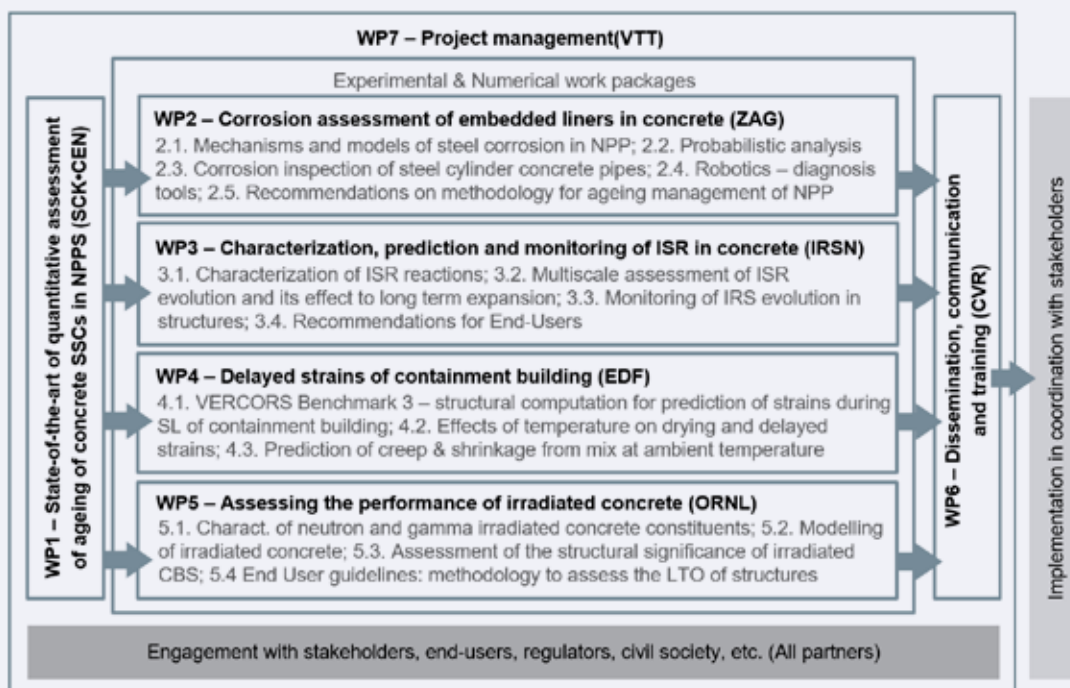 WP7 – Project management(VTT)
Experimental & Numerical work packages
WP1 – State-of-the-art of quantitative assessment
of ageing of concrete SSCs in NPPS (SCK•CEN)
WP2 – Corrosion assessment of embedded liners in concrete (ZAG)
2.1. Mechanisms and models of steel corrosion in NPP; 2.2. Probabilistic analysis
2.3. Corrosion inspection of steel cylinder concrete pipes; 2.4. Robotics – diagnosis
tools; 2.5. Recommendations on methodology for ageing management of NPP
WP3 – Characterization, prediction and monitoring of ISR in concrete (IRSN)
3.1. Characterization of ISR reactions; 3.2. Multiscale assessment of ISR
evolution and its effect to long term expansion; 3.3. Monitoring of IRS evolution in
structures; 3.4. Recommendations for End-Users
WP4 – Delayed strains of containment building (EDF)
4.1. VERCORS Benchmark 3 – structural computation for prediction of strains during
SL of containment building; 4.2. Effects of temperature on drying and delayed
strains; 4.3. Prediction of creep & shrinkage from mix at ambient temperature
WP5 – Assessing the performance of irradiated concrete (ORNL)
5.1. Charact. of neutron and gamma irradiated concrete constituents; 5.2. Modelling
of irradiated concrete; 5.3. Assessment of the structural significance of irradiated
CBS; 5.4 End User guidelines: methodology to assess the LTO of structures
WP6 – Dissemination, communication
and training (CVR)
Implementation in coordination with stakeholders
Engagement with stakeholders, end-users, regulators, civil society, etc. (All partners)